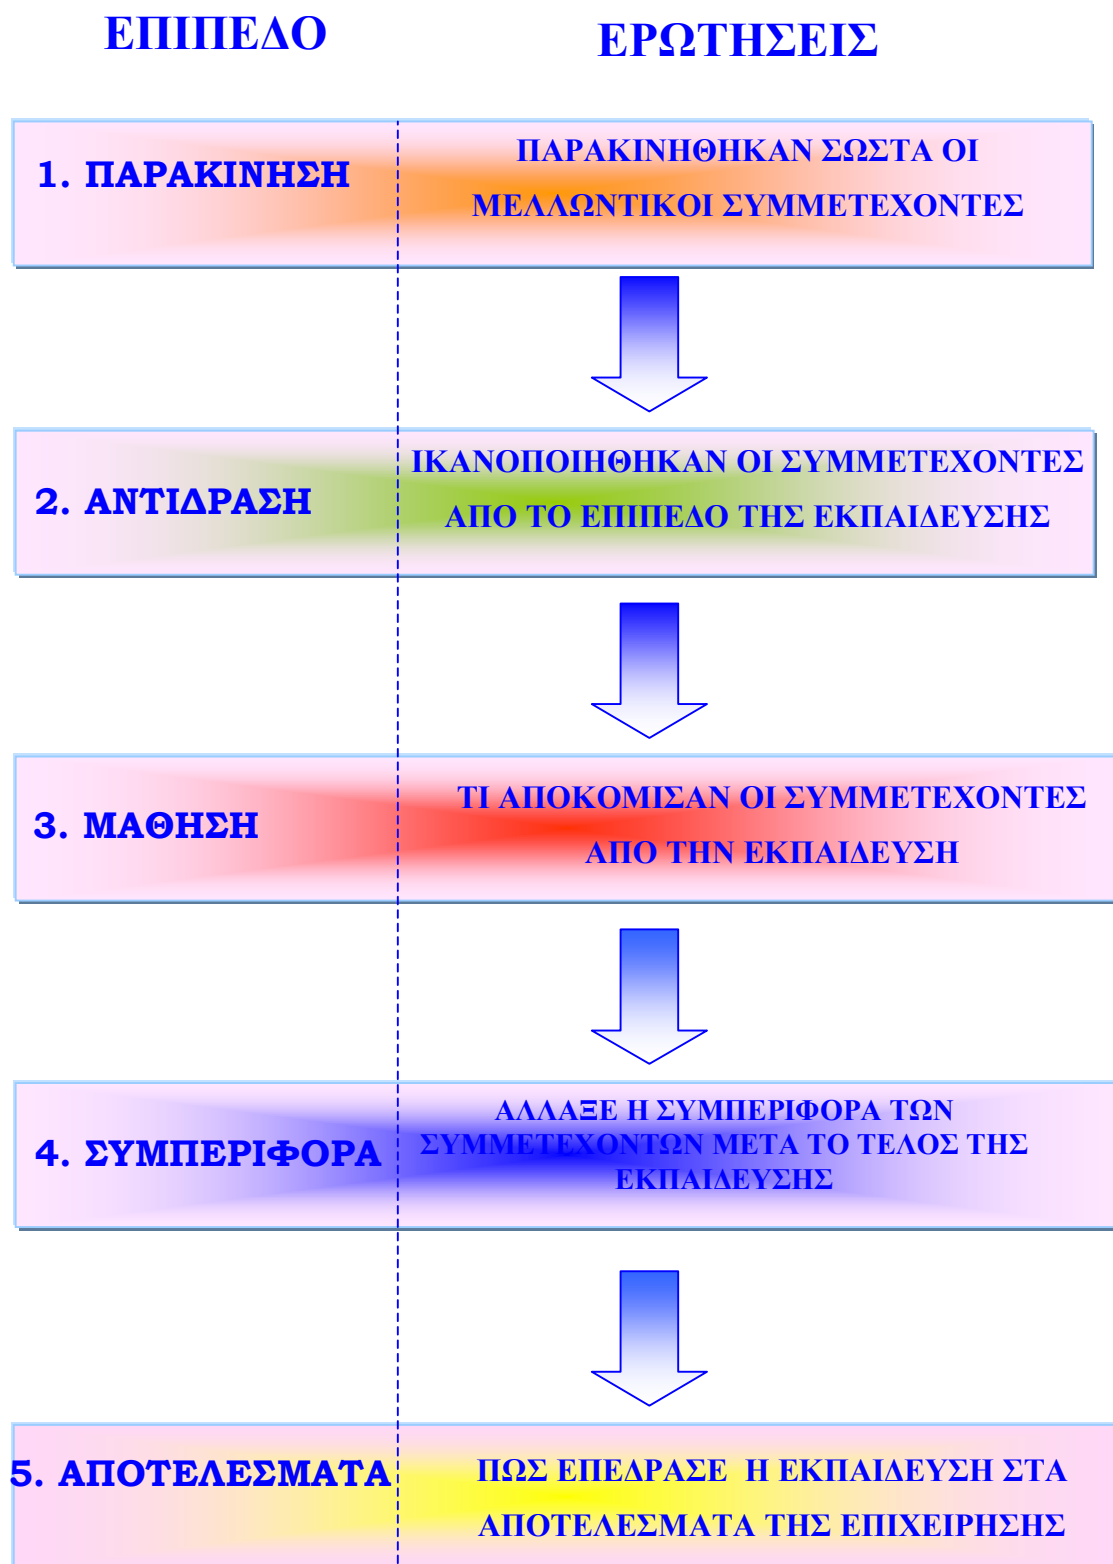 ΕΠΙΠΕΔΟ
ΕΡΩΤΗΣΕΙΣ
1. ΠΑΡΑΚΙΝΗΣΗ
ΠΑΡΑΚΙΝΗΘΗΚΑΝ ΣΩΣΤΑ ΟΙ
ΜΕΛΛΩΝΤΙΚΟΙ ΣΥΜΜΕΤΕΧΟΝΤΕΣ
2. ΑΝΤΙΔΡΑΣΗ
ΙΚΑΝΟΠΟΙΗΘΗΚΑΝ ΟΙ ΣΥΜΜΕΤΕΧΟΝΤΕΣ
ΑΠΟ ΤΟ ΕΠΙΠΕΔΟ ΤΗΣ ΕΚΠΑΙΔΕΥΣΗΣ
3. ΜΑΘΗΣΗ
ΤΙ ΑΠΟΚΟΜΙΣΑΝ ΟΙ ΣΥΜΜΕΤΕΧΟΝΤΕΣ
ΑΠΟ ΤΗΝ ΕΚΠΑΙΔΕΥΣΗ
4. ΣΥΜΠΕΡΙΦΟΡΑ
ΑΛΛΑΞΕ Η ΣΥΜΠΕΡΙΦΟΡΑ ΤΩΝ
ΣΥΜΜΕΤΕΧΟΝΤΩΝ ΜΕΤΑ ΤΟ ΤΕΛΟΣ ΤΗΣ
ΕΚΠΑΙΔΕΥΣΗΣ
5. ΑΠΟΤΕΛΕΣΜΑΤΑ
ΠΩΣ ΕΠΕΔΡΑΣΕ Η ΕΚΠΑΙΔΕΥΣΗ ΣΤΑ
ΑΠΟΤΕΛΕΣΜΑΤΑ ΤΗΣ ΕΠΙΧΕΙΡΗΣΗΣ